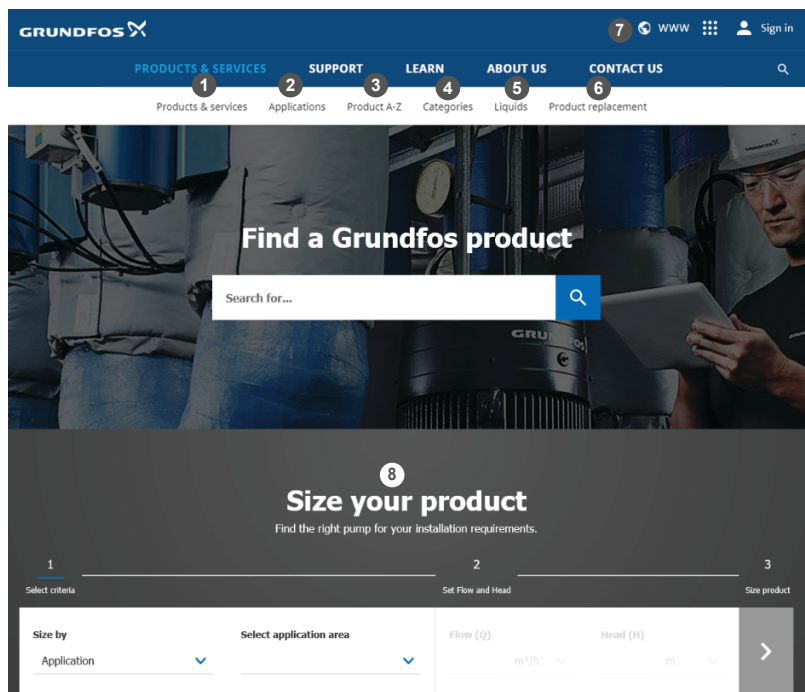 GRUNDFOS
7 WWW Sign in
PRODUCTS & SERVICES SUPPORT LEARN ABOUT US CONTACT US
1 2 3 4 5 6
Products & services Applications Product A-Z Categories Liquids Product replacement
GRUNDFOS
Find a Grundfos product
Search for...
GRUNDFOS
8
Size your product
Find the right pump for your installation requirements.
1 2 3
Select criteria Set Flow and Head Size product
Size by Select application area Flow (Q) Head (H)
Application m³/h m